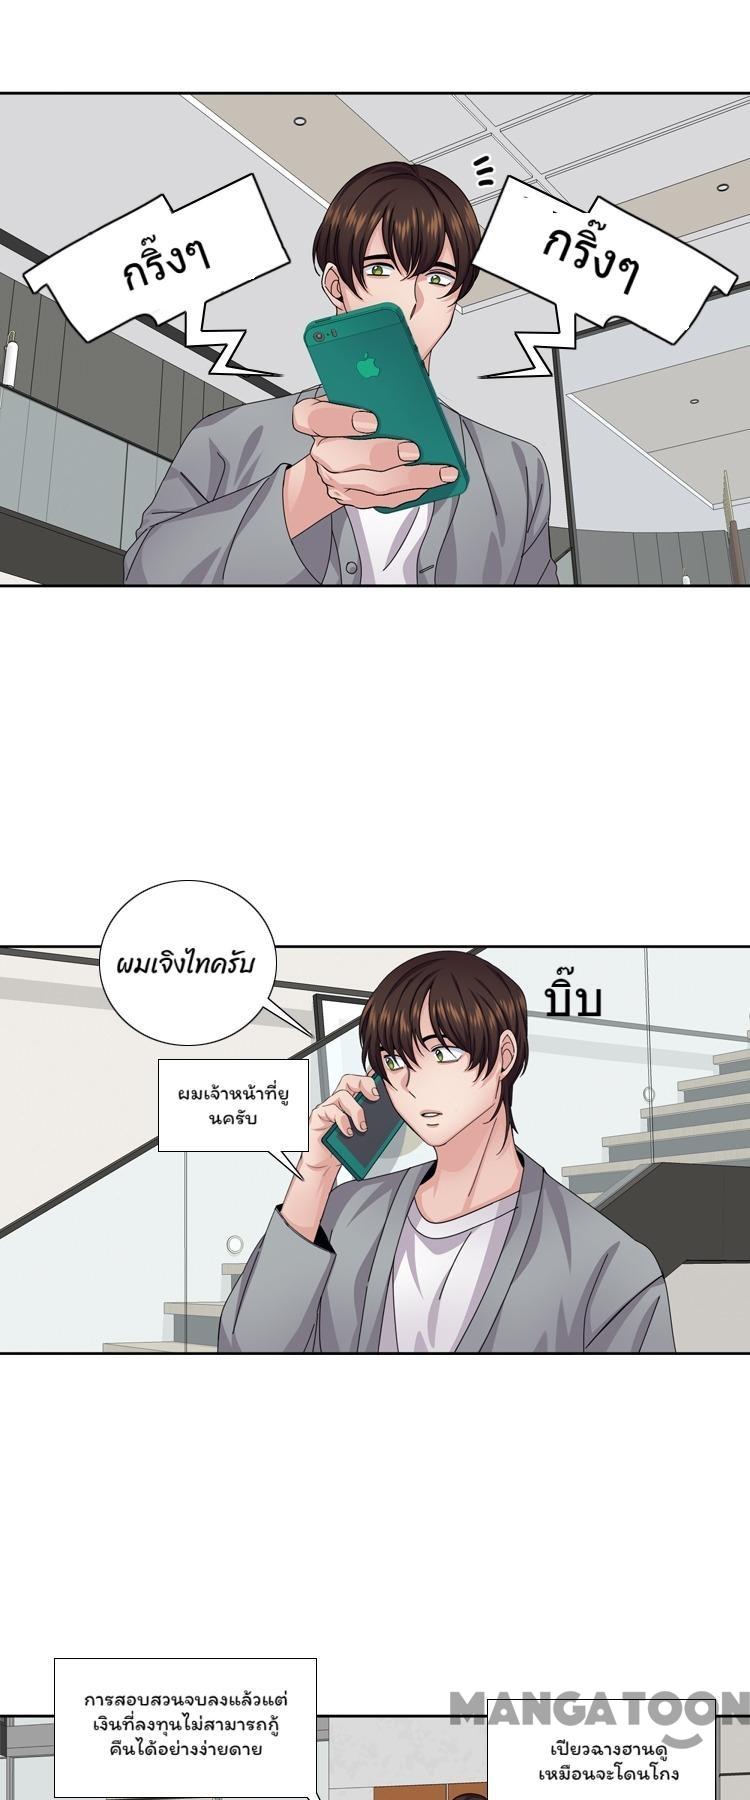 กริ๊งๆ
กริ๊งๆ
ผมเจิงไทครับ
บิ๊บ
ผมเจ้าหน้าที่ยู
นครับ
การสอบสวนจบลงแล้วแต่
เงินที่ลงทุนไม่สามารถกู้
คืนได้อย่างง่ายดาย
MANGATOON
เปียวฉางฮานดู
เหมือนจะโดนโกง